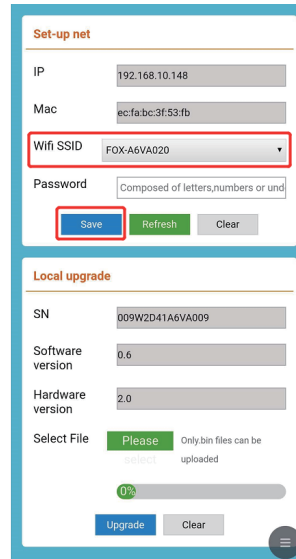 Set-up net
IP 192.168.10.148
Mac ec:fa:bc:3f:53:fb
Wifi SSID FOX-A6VA020
Password Composed of letters,numbers or und
Save Refresh Clear
Local upgrade
SN 009W2D41A6VA009
Software version 0.6
Hardware version 2.0
Select File Please select Only.bin files can be uploaded
0%
Upgrade Clear